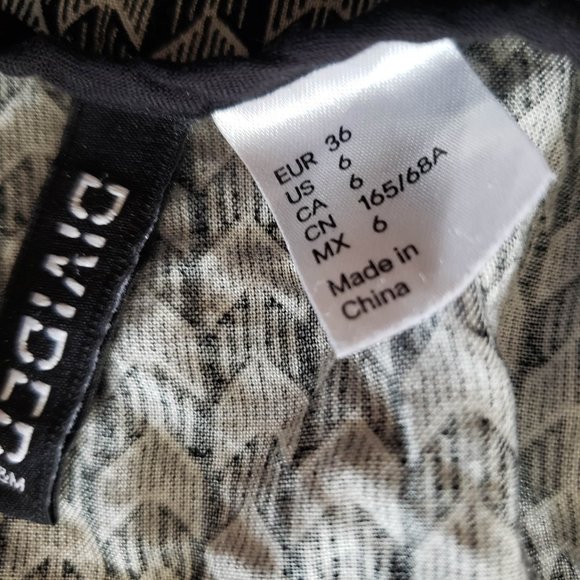 DIVIDED
&M
EUR 36
US 6
CA 6
CN 165/68A
MX 6
Made in
China